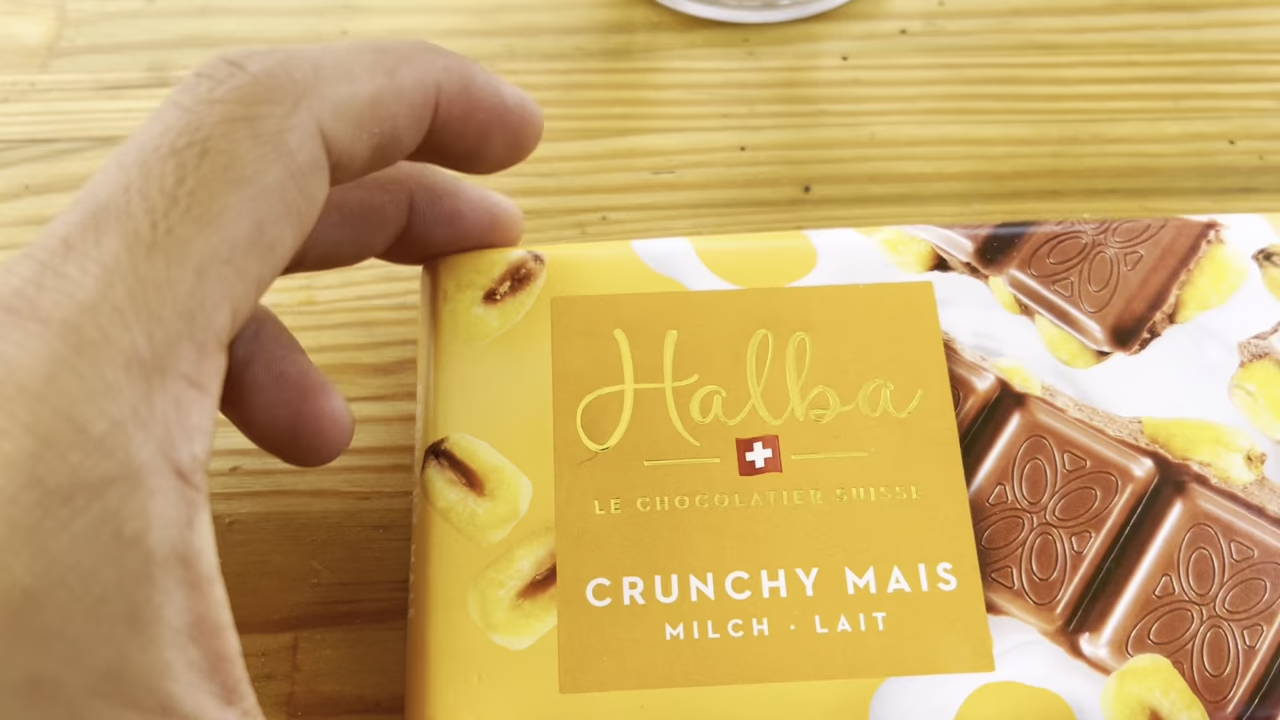 Halba
LE CHOCOLATIER SUISSE
CRUNCHY MAIS
MILCH · LAIT